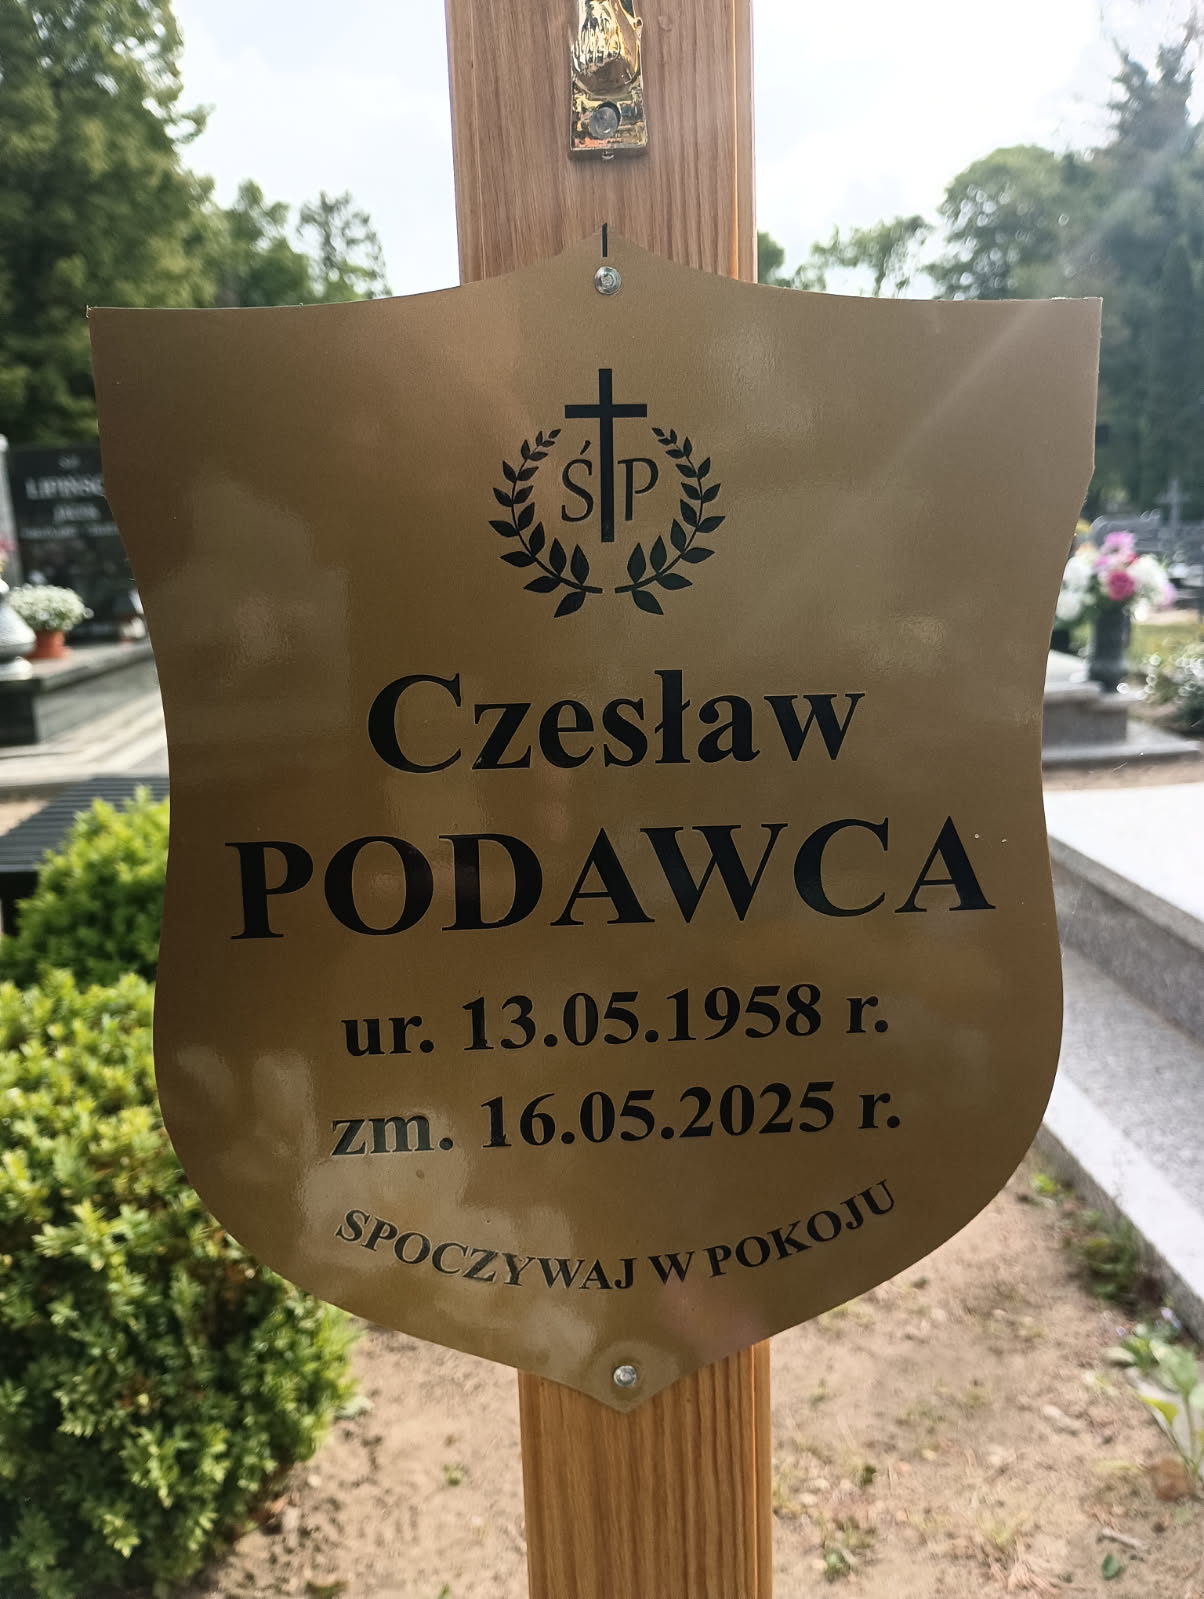 ŚP
Czesław
PODAWCA
ur. 13.05.1958 r.
zm. 16.05.2025 r.
SPOCZYWAJ W POKOJU